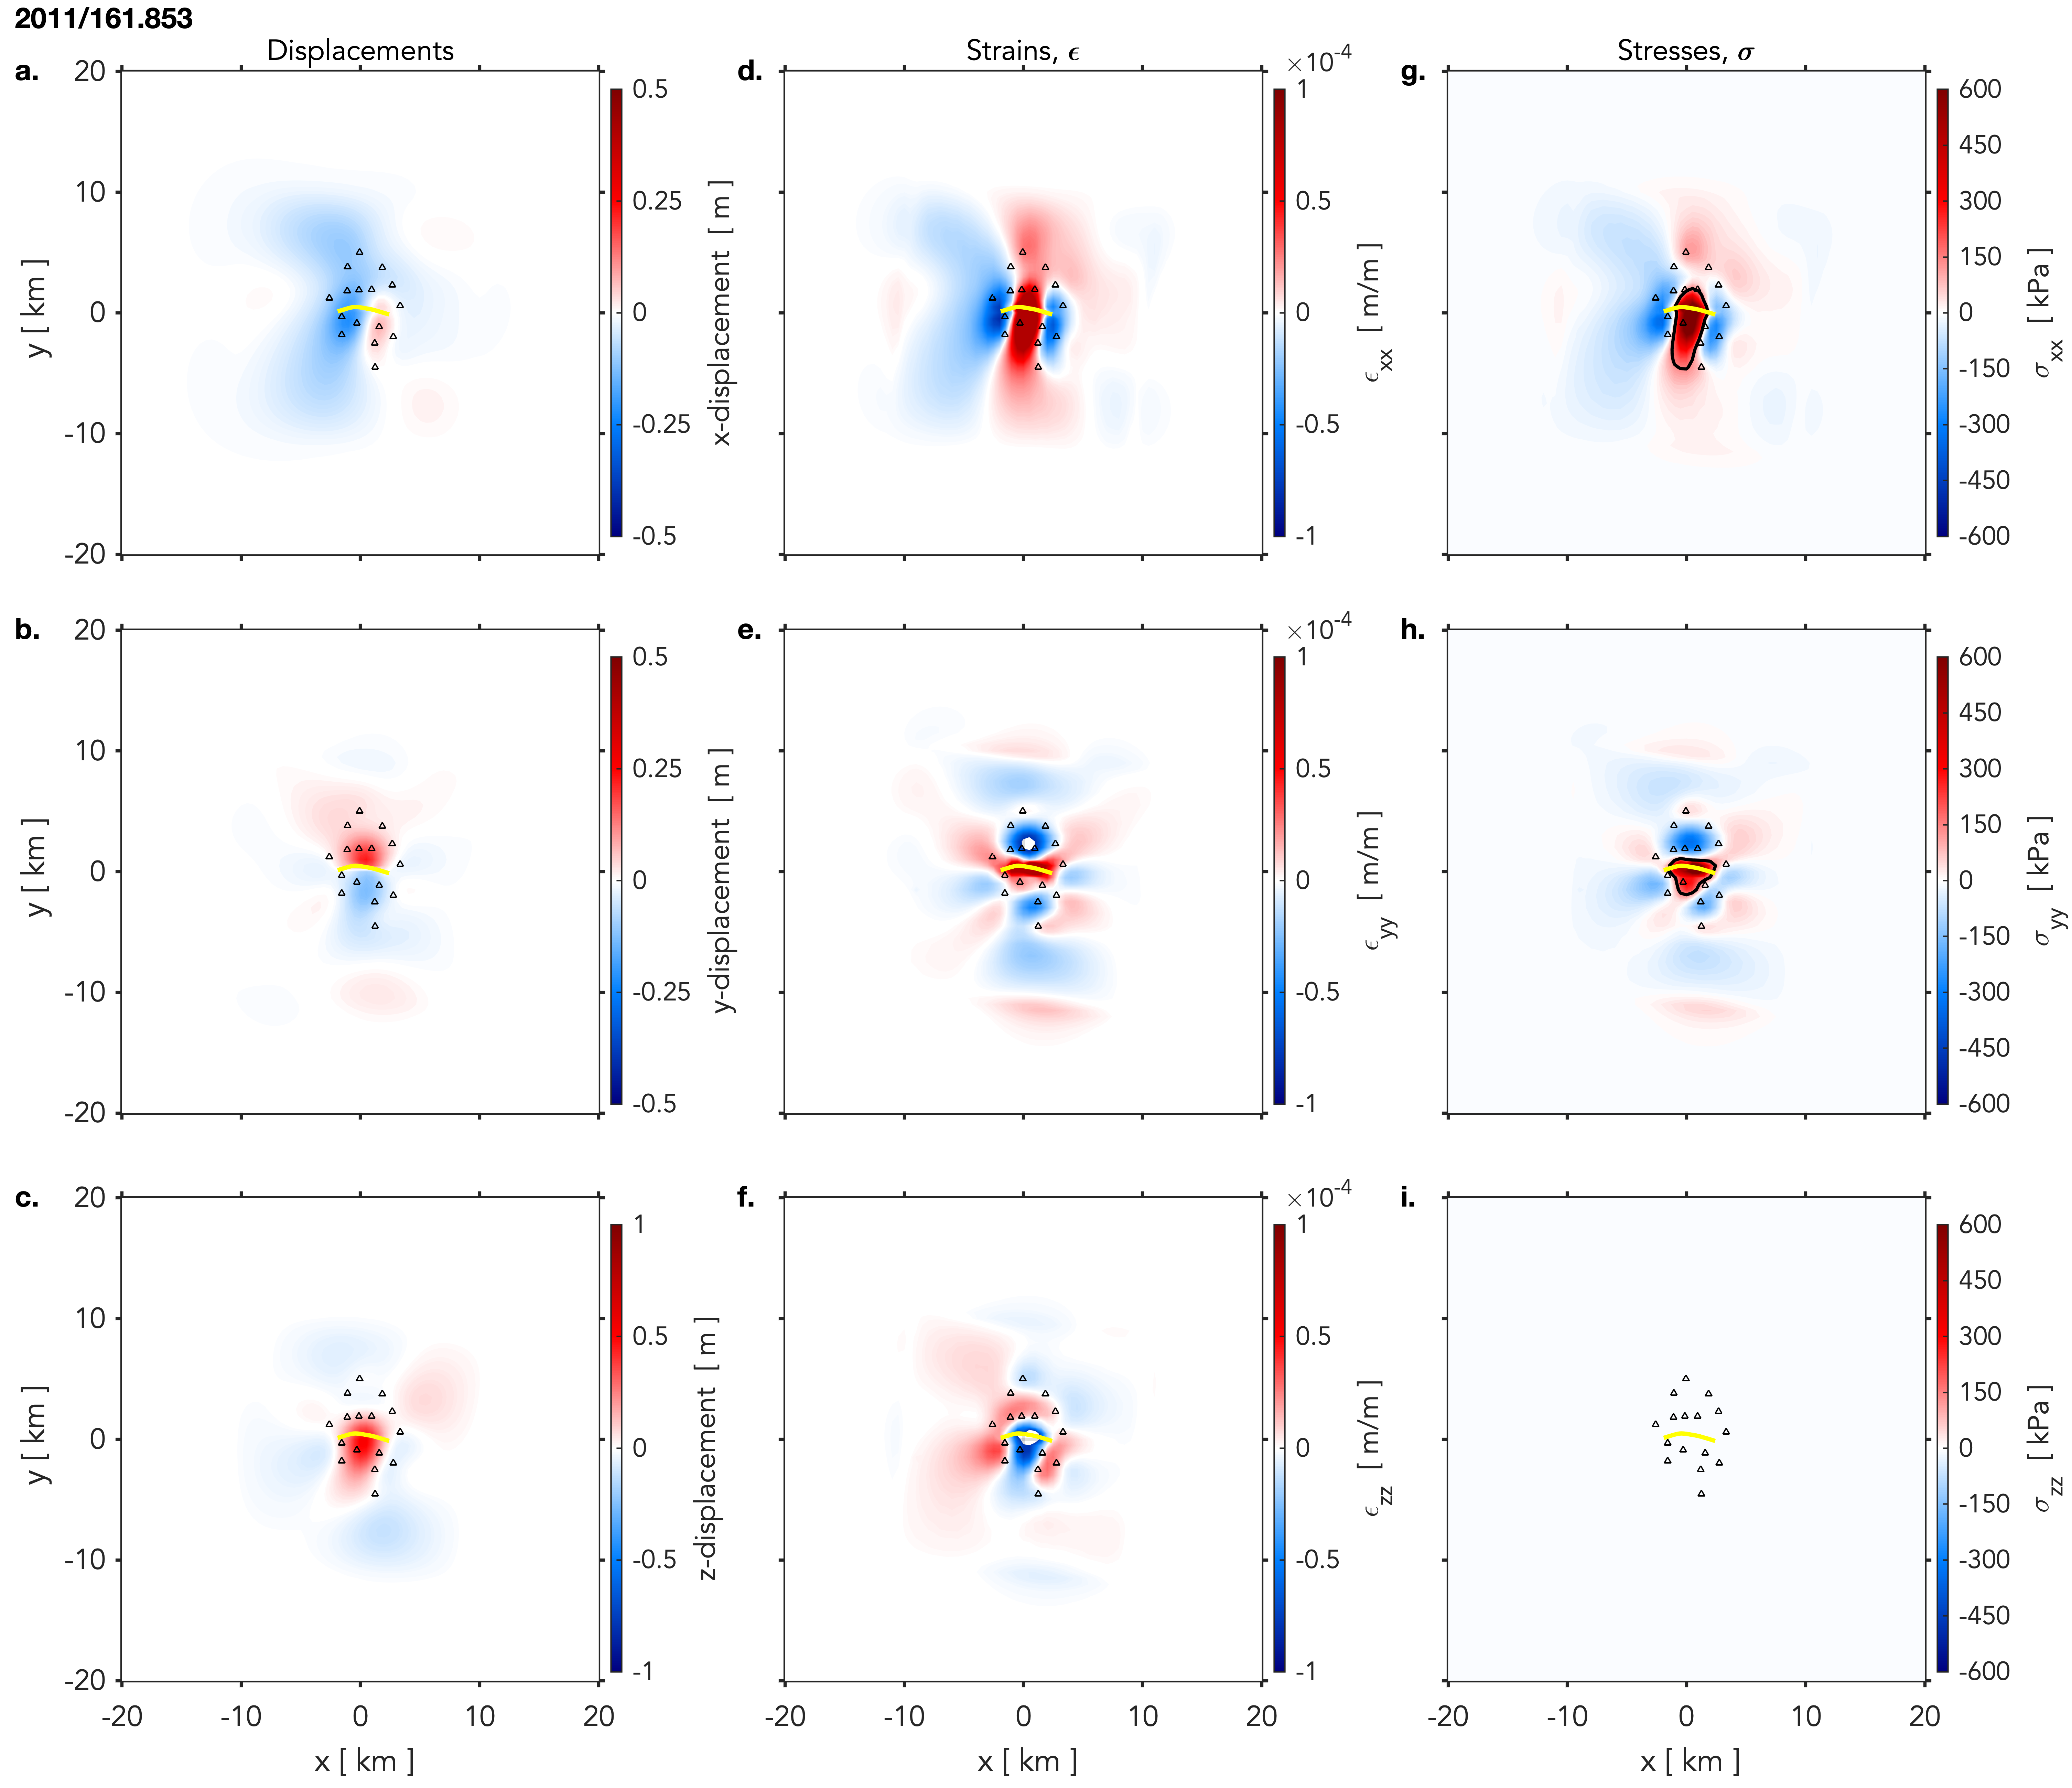 2011/161.853
Displacements
Strains, ϵ
Stresses, σ
a.
20
10
0
-10
-20
y [ km ]
0.5
0.25
0
-0.25
-0.5
x-displacement [ m ]
d.
×10-4
1
0.5
0
-0.5
-1
ϵxx [ m/m ]
g.
600
450
300
150
0
-150
-300
-450
-600
σxx [ kPa ]
b.
20
10
0
-10
-20
y [ km ]
0.5
0.25
0
-0.25
-0.5
y-displacement [ m ]
e.
×10-4
1
0.5
0
-0.5
-1
ϵyy [ m/m ]
h.
600
450
300
150
0
-150
-300
-450
-600
σyy [ kPa ]
c.
20
10
0
-10
-20
y [ km ]
-20 -10 0 10 20
x [ km ]
1
0.5
0
-0.5
-1
z-displacement [ m ]
f.
×10-4
1
0.5
0
-0.5
-1
ϵzz [ m/m ]
-20 -10 0 10 20
x [ km ]
i.
600
450
300
150
0
-150
-300
-450
-600
σzz [ kPa ]
-20 -10 0 10 20
x [ km ]